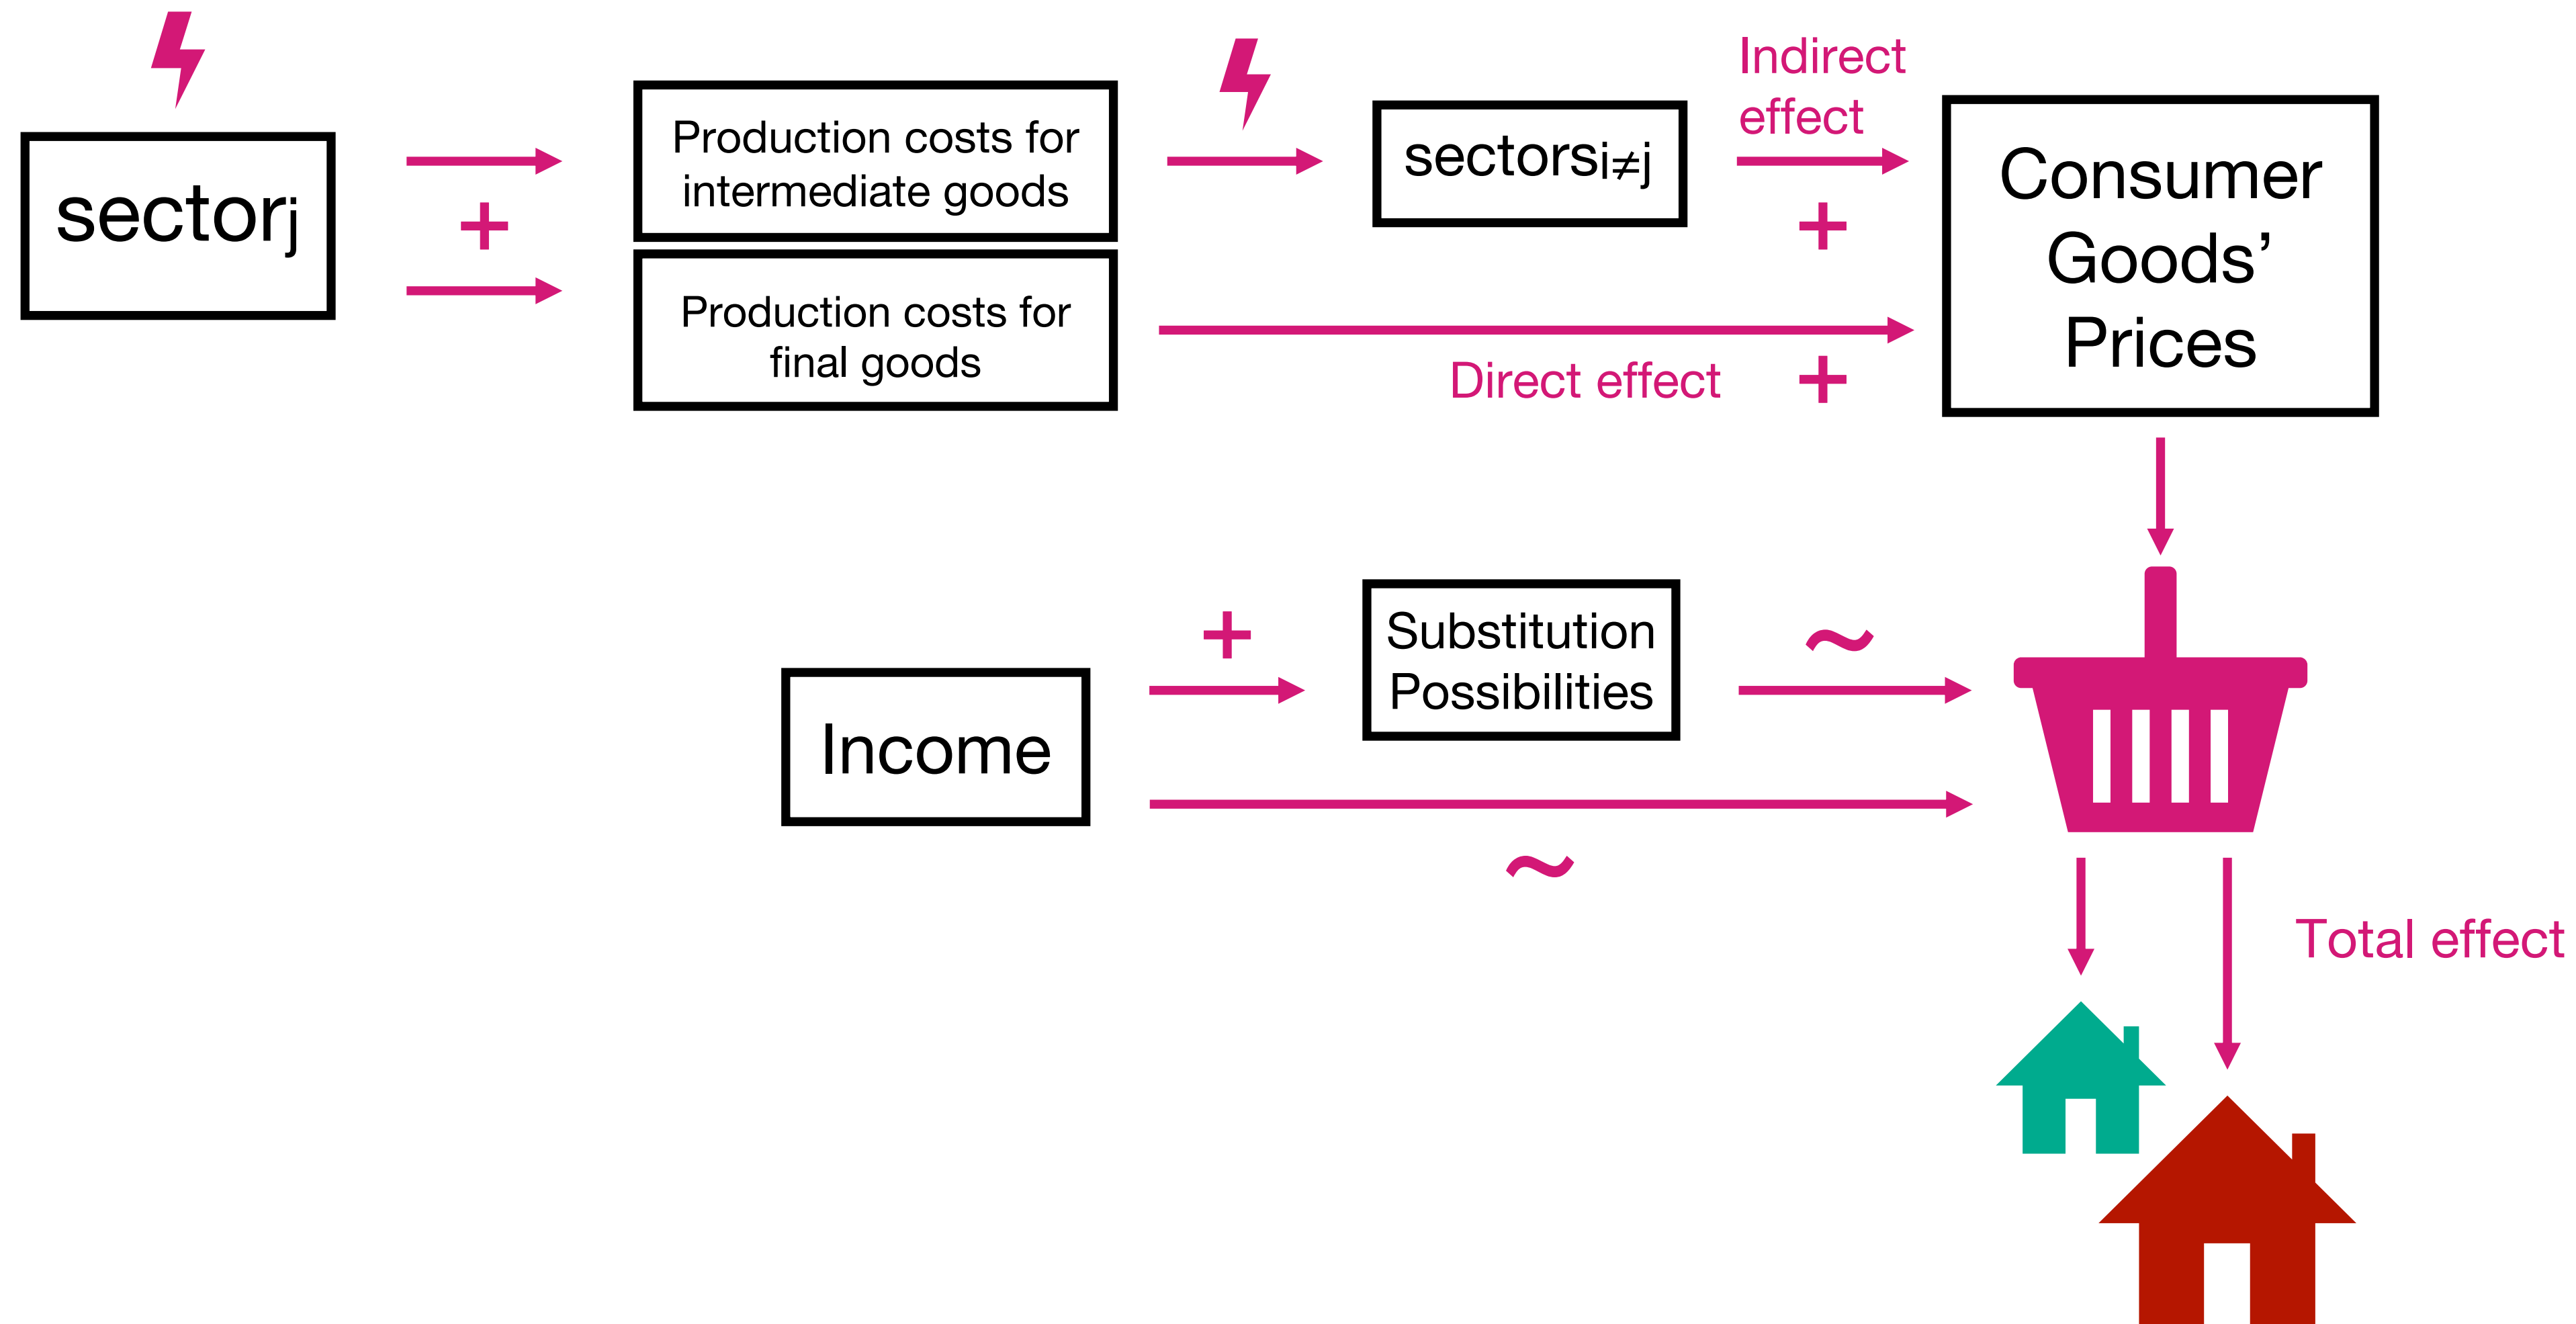 Indirect
effect
Production costs for
intermediate goods
sectorsi≠j
sectorj
+
+
Consumer
Goods’
Prices
Production costs for
final goods
Direct effect
+
+
Substitution
Possibilities
~
Income
~
Total effect